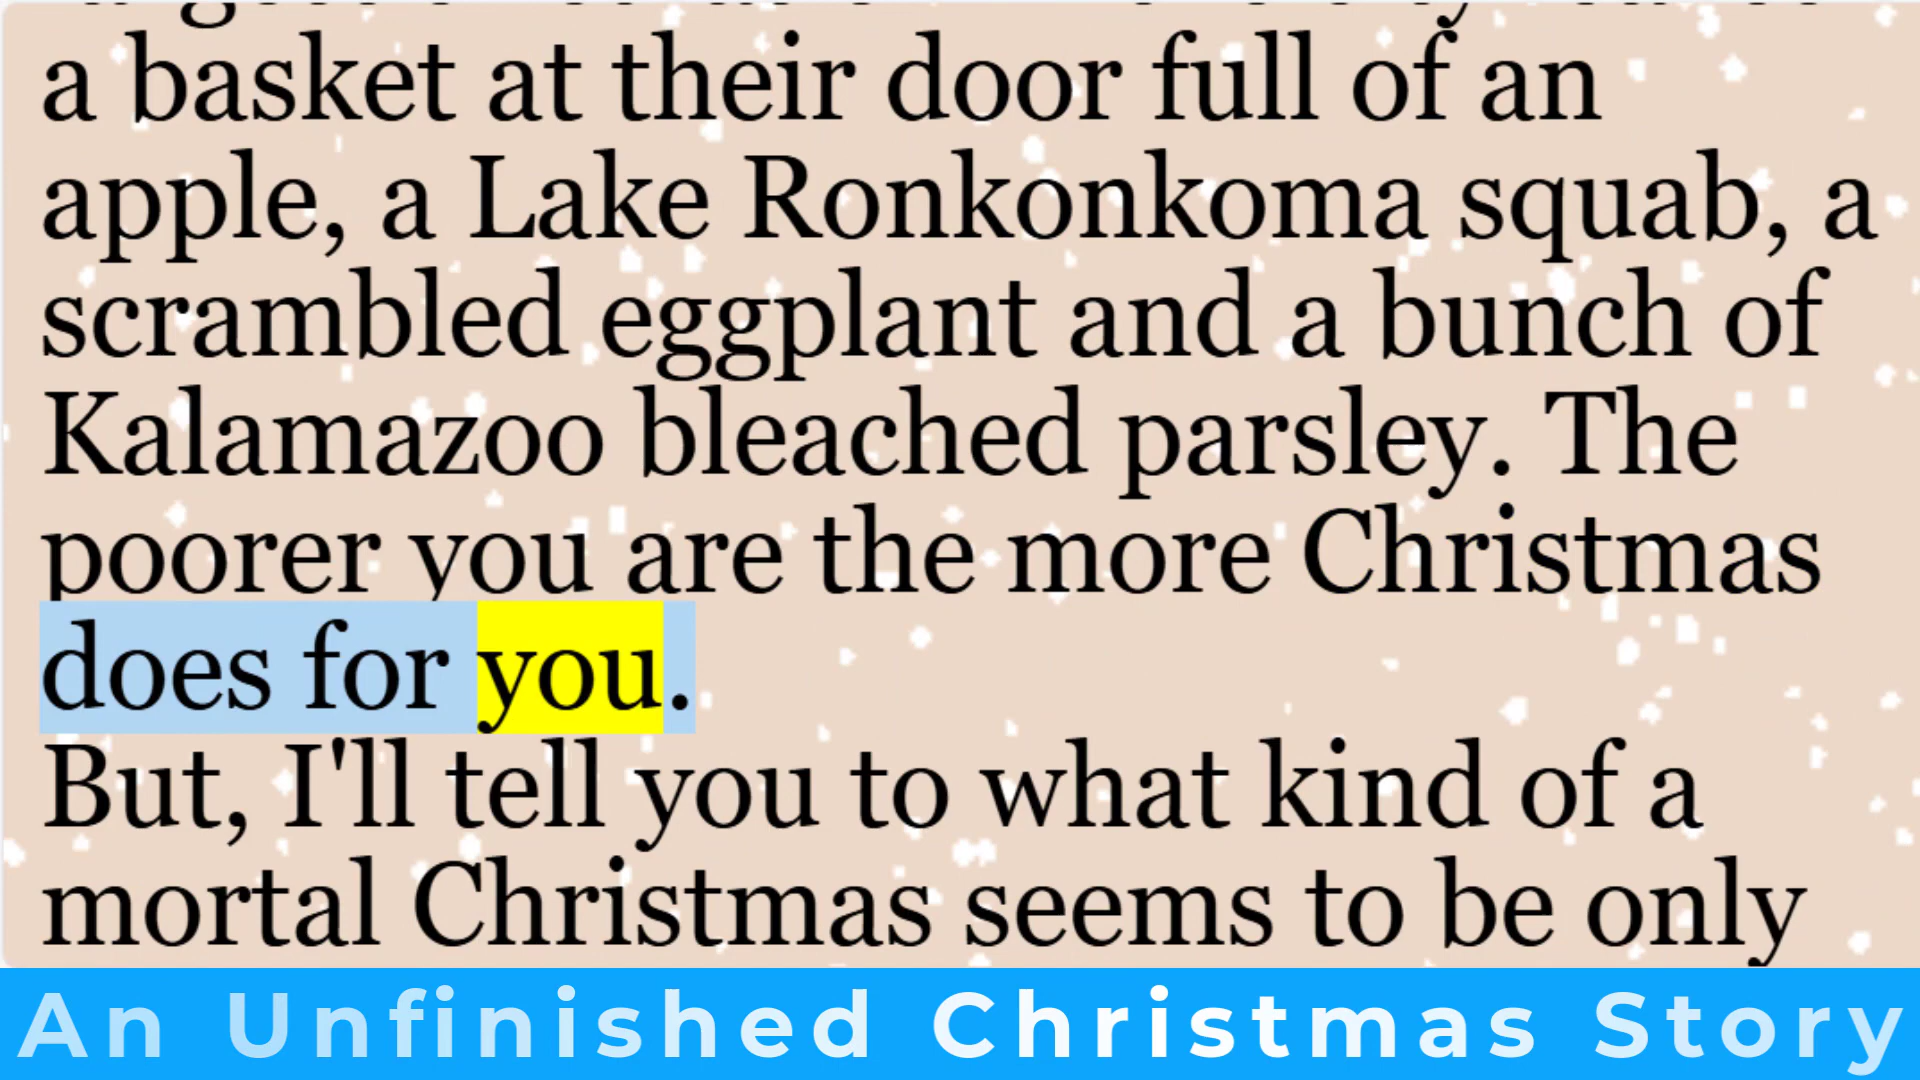 a basket at their door full of an
apple, a Lake Ronkonkoma squab, a
scrambled eggplant and a bunch of
Kalamazoo bleached parsley. The
poorer you are the more Christmas
does for you.
But, I'll tell you to what kind of a
mortal Christmas seems to be only
An Unfinished Christmas Story